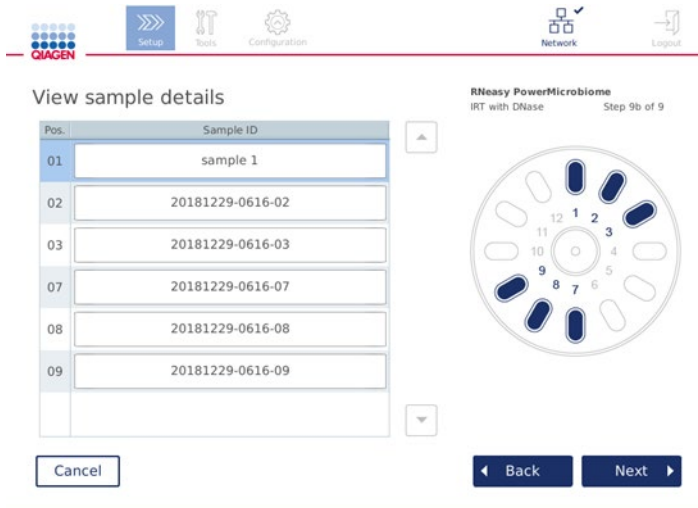 QIAGEN
Setup
Tools
Configuration
Network
Logout
View sample details
RNeasy PowerMicrobiome
IRT with DNase Step 9b of 9
Pos. Sample ID
01 sample 1
02 20181229-0616-02
03 20181229-0616-03
07 20181229-0616-07
08 20181229-0616-08
09 20181229-0616-09
12 1 2
11 3
10 4
9 5
8 7 6
Cancel
Back
Next